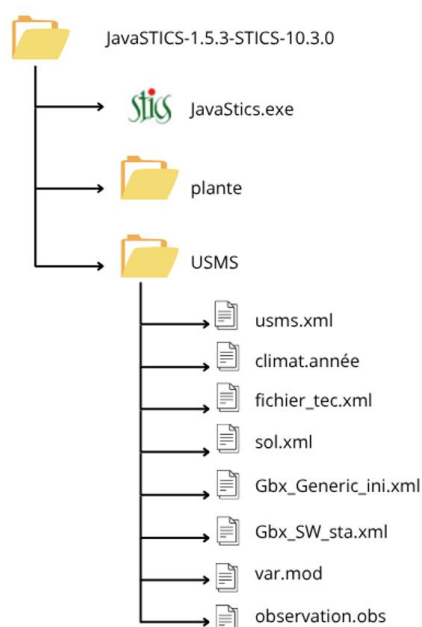 JavaSTICS-1.5.3-STICS-10.3.0
stics JavaStics.exe
plante
USMS
usms.xml
climat.année
fichier_tec.xml
sol.xml
Gbx_Generic_ini.xml
Gbx_SW_sta.xml
var.mod
observation.obs